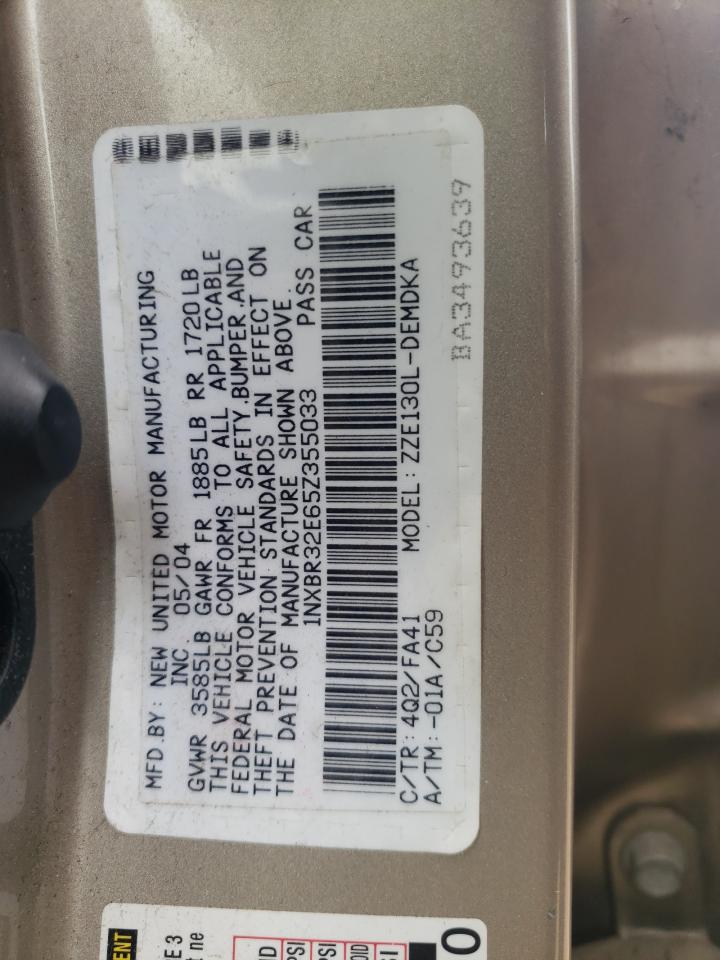 MFD.BY: NEW UNITED MOTOR MANUFACTURING
INC. 05/04
GVWR 3585LB GAWR FR 1885LB RR 1720LB
THIS VEHICLE CONFORMS TO ALL APPLICABLE
FEDERAL MOTOR VEHICLE SAFETY,BUMPER,AND
THEFT PREVENTION STANDARDS IN EFFECT ON
THE DATE OF MANUFACTURE SHOWN ABOVE.
1NXBR32E65Z355033 PASS CAR
C/TR:4Q2/FA41 MODEL:ZZE130L-DEMDKA
A/TM:-01A/C59
BA3493639